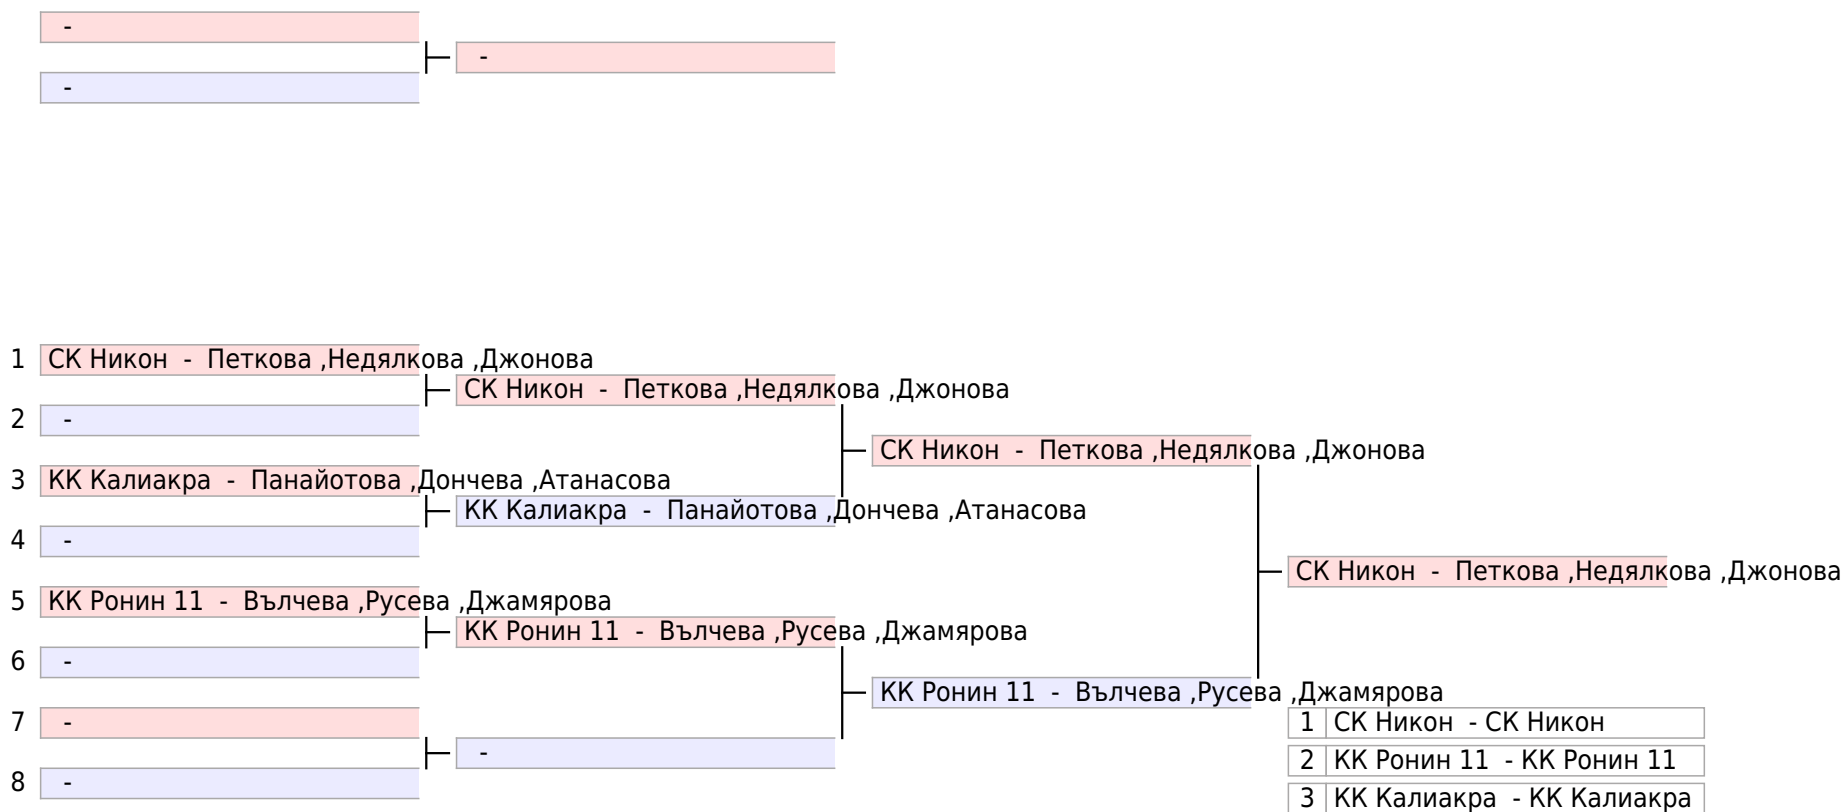 -
-
-
1 СК Никон - Петкова ,Недялкова ,Джонова
СК Никон - Петкова ,Недялкова ,Джонова
2 -
СК Никон - Петкова ,Недялкова ,Джонова
3 КК Калиакра - Панайотова ,Дончева ,Атанасова
КК Калиакра - Панайотова ,Дончева ,Атанасова
4 -
СК Никон - Петкова ,Недялкова ,Джонова
5 КК Ронин 11 - Вълчева ,Русева ,Джамярова
КК Ронин 11 - Вълчева ,Русева ,Джамярова
6 -
КК Ронин 11 - Вълчева ,Русева ,Джамярова
7 -
1 СК Никон - СК Никон
-
2 КК Ронин 11 - КК Ронин 11
8 -
3 КК Калиакра - КК Калиакра